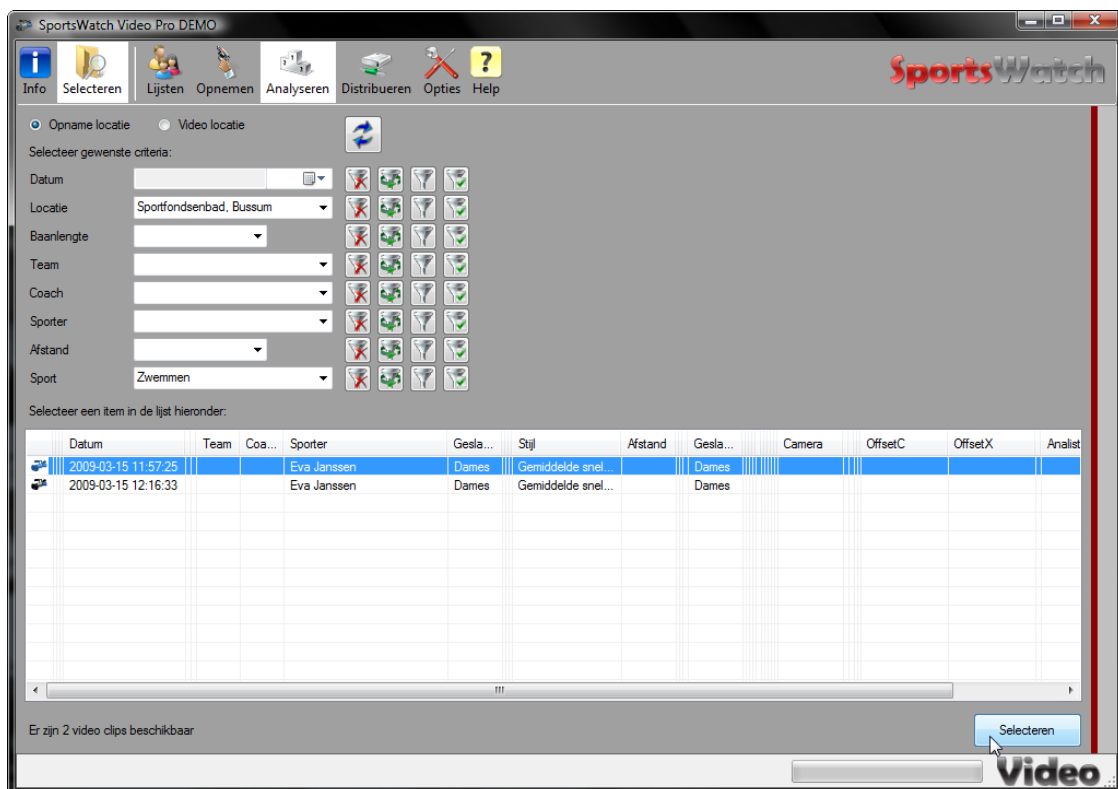 SportsWatch Video Pro DEMO
Info Selecteren Lijsten Opnemen Analyseren Distribueren Opties Help
SportsWatch
Opname locatie Video locatie
Selecteer gewenste criteria:
Datum
Locatie Sportfondsenbad, Bussum
Baanlengte
Team
Coach
Sporter
Afstand
Sport Zwemmen
Selecteer een item in de lijst hieronder:
Datum Team Coa... Sporter Gesla... Stijl Afstand Gesla... Camera OffsetC OffsetX Analist
2009-03-15 11:57:25 Eva Janssen Dames Gemiddelde snel... Dames
2009-03-15 12:16:33 Eva Janssen Dames Gemiddelde snel... Dames
Er zijn 2 video clips beschikbaar
Selecteren
Video